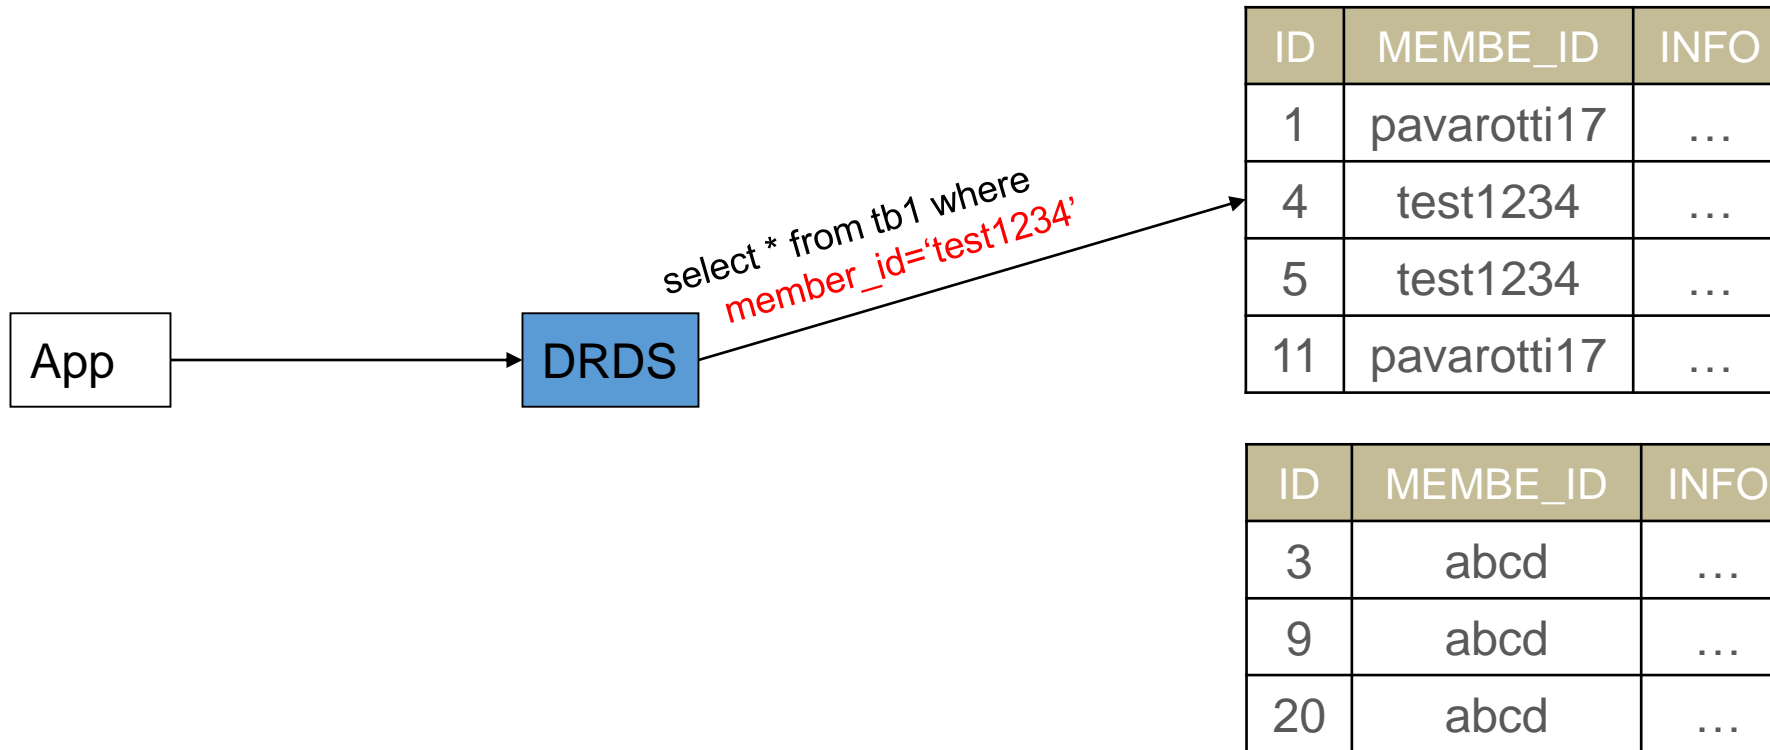 ID MEMBE_ID INFO
1 pavarotti17 …
4 test1234 …
5 test1234 …
11 pavarotti17 …
select * from tb1 where
member_id=‘test1234’
App
DRDS
ID MEMBE_ID INFO
3 abcd …
9 abcd …
20 abcd …